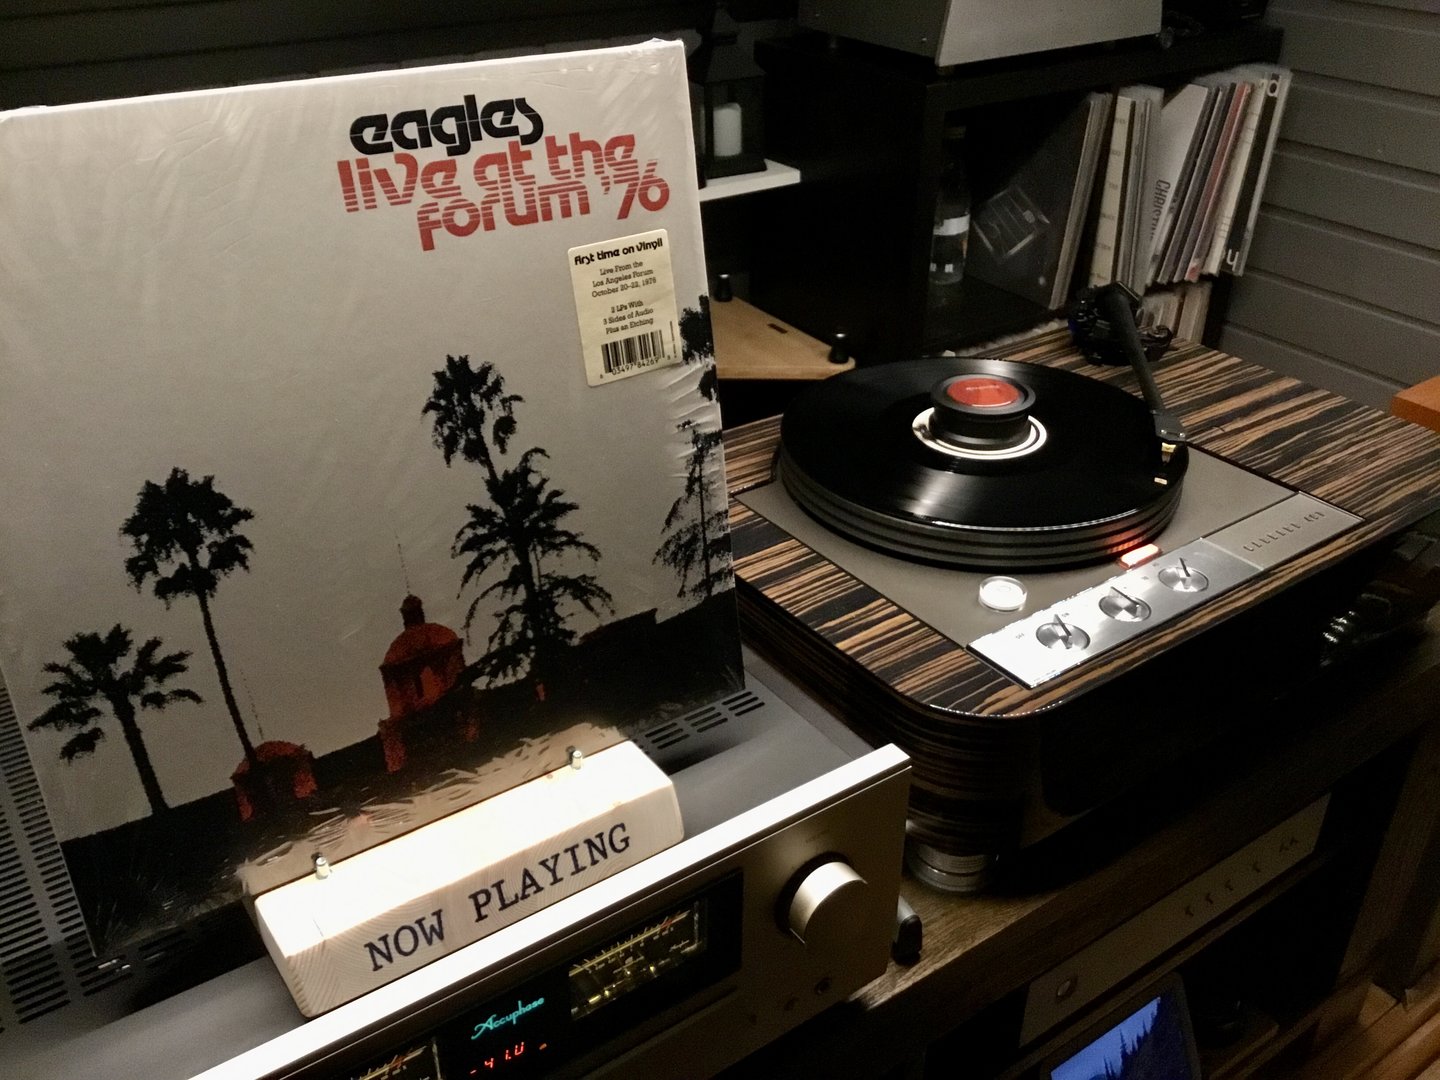 eagles
live at the
forum '76
first time on vinyl!
Live From the
Los Angeles Forum
October 20-22, 1976
2 LPs With
3 Sides of Audio
Plus an Etching
NOW PLAYING
Accuphase